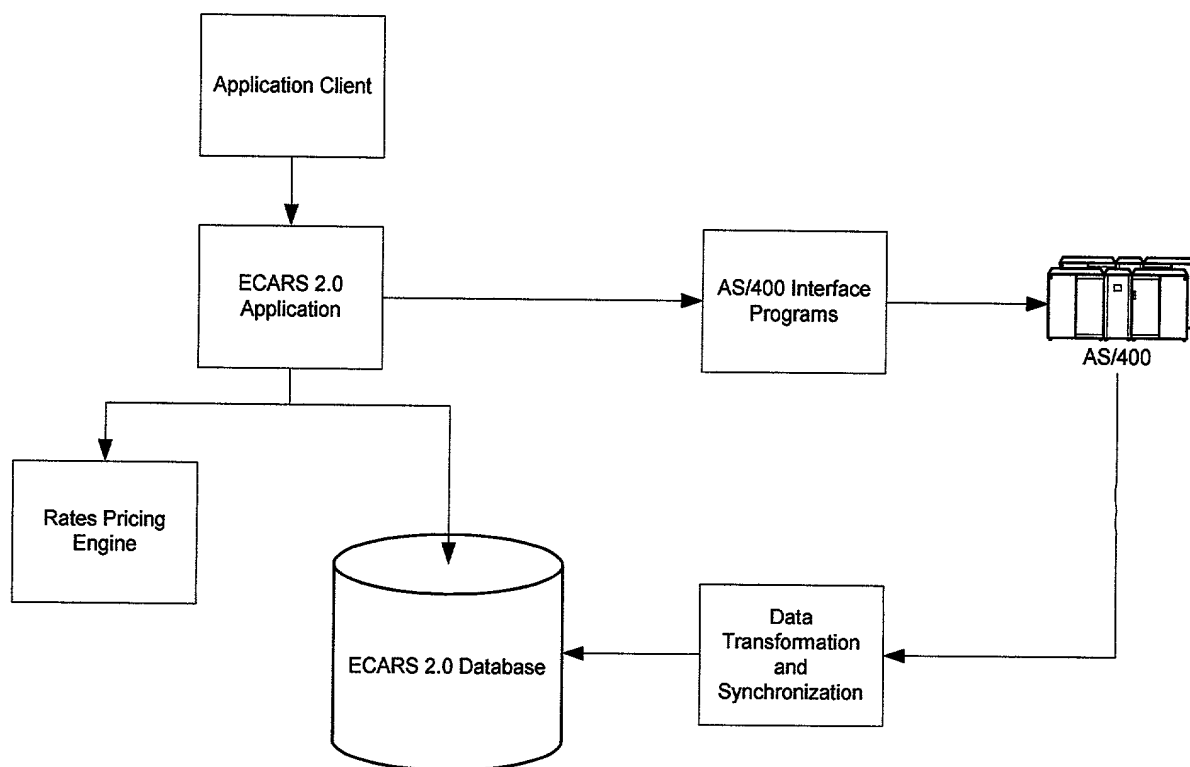 Application Client
ECARS 2.0
Application
AS/400 Interface
Programs
AS/400
Rates Pricing
Engine
ECARS 2.0 Database
Data
Transformation
and
Synchronization